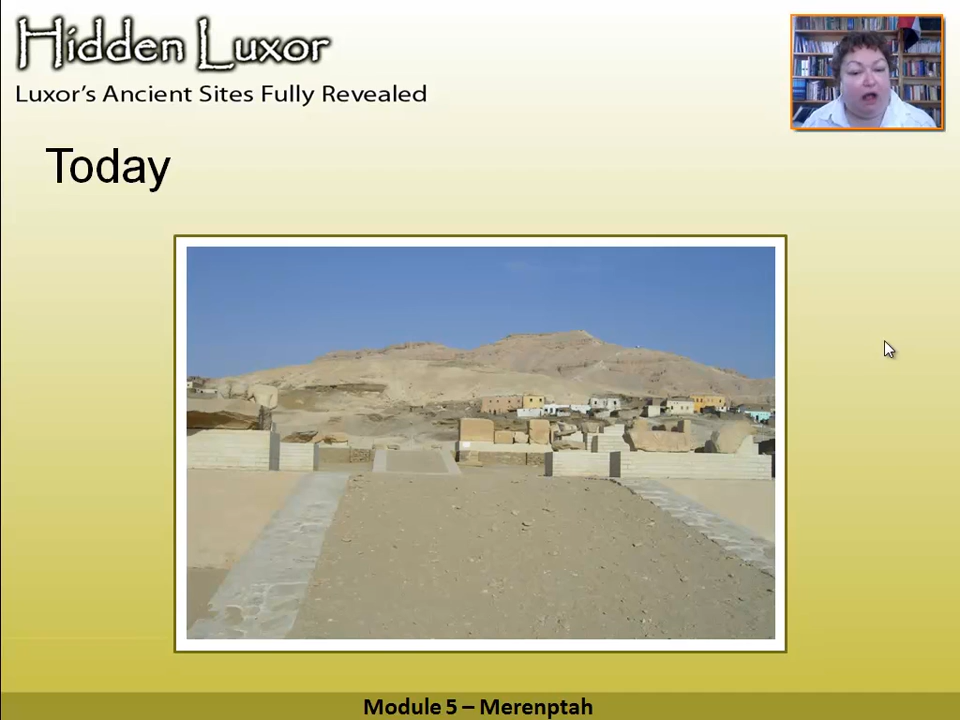 Hidden Luxor
Luxor's Ancient Sites Fully Revealed
Today
Module 5 – Merenptah